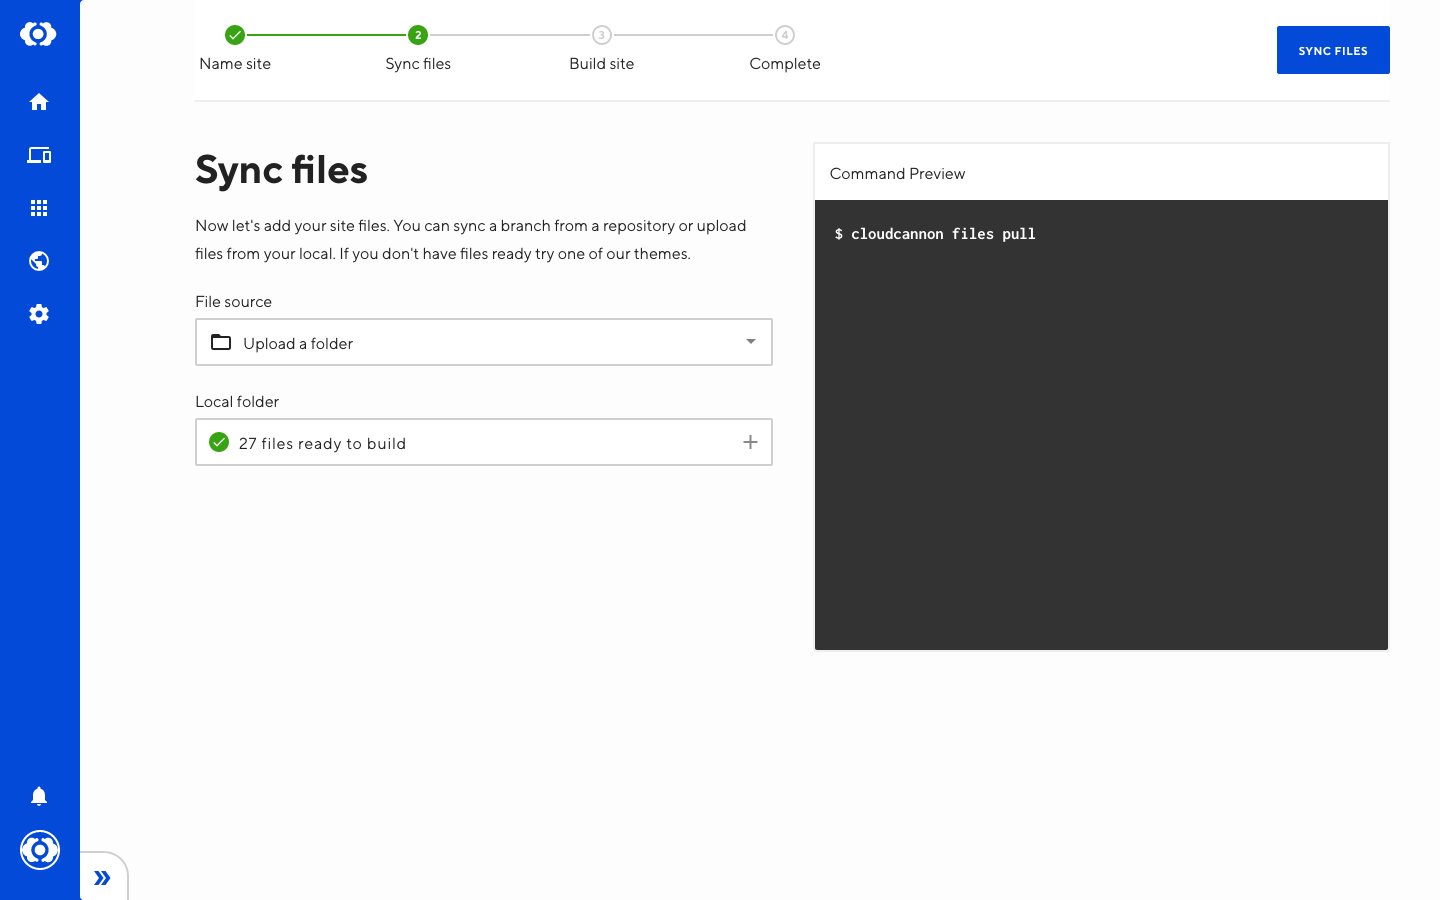 2
3
4
Name site
Sync files
Build site
Complete
SYNC FILES
Sync files
Now let's add your site files. You can sync a branch from a repository or upload
files from your local. If you don't have files ready try one of our themes.
File source
Upload a folder
Local folder
27 files ready to build
Command Preview
$ cloudcannon files pull